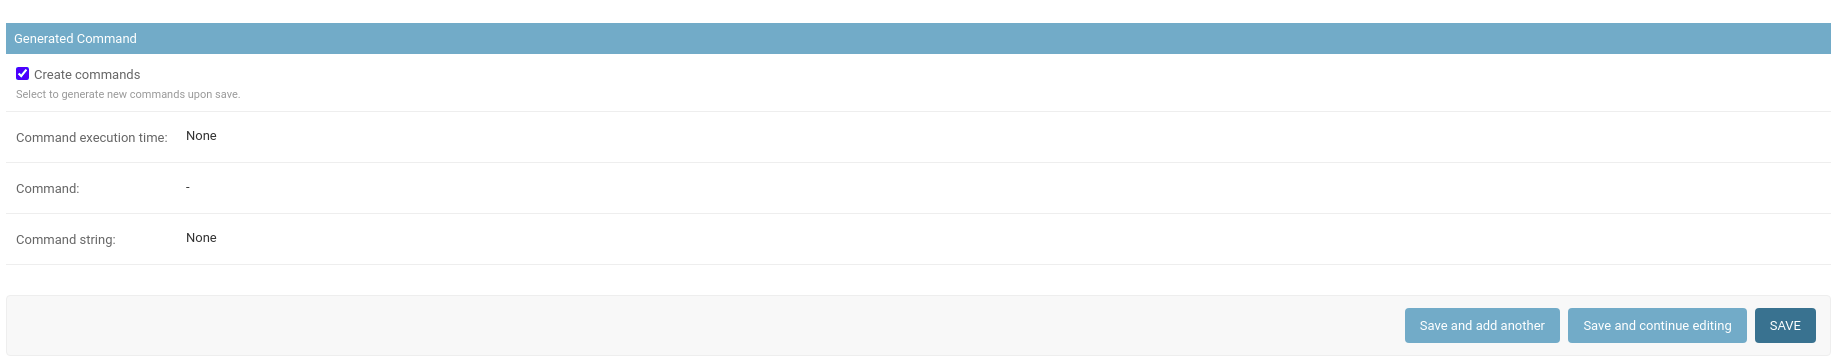 Generated Command
Create commands
Select to generate new commands upon save.
Command execution time: None
Command: -
Command string: None
Save and add another Save and continue editing SAVE